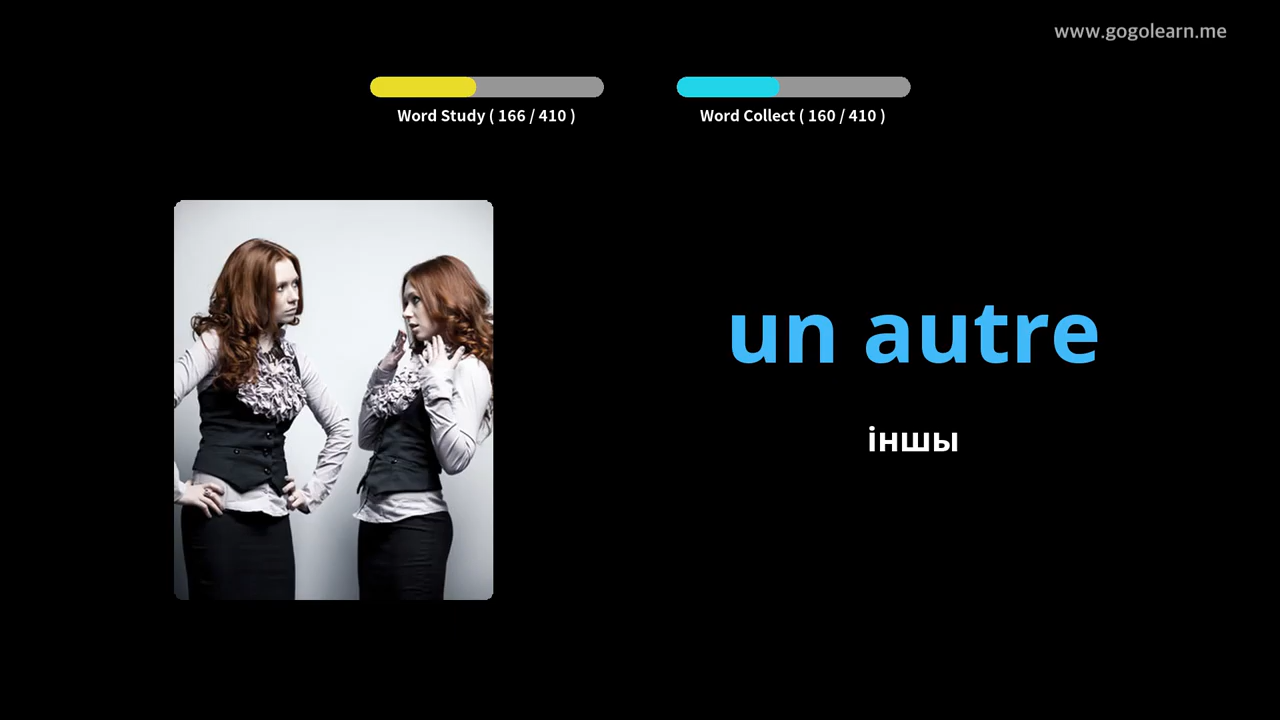 www.gogolearn.me
Word Study ( 166 / 410 )
Word Collect ( 160 / 410 )
un autre
іншы